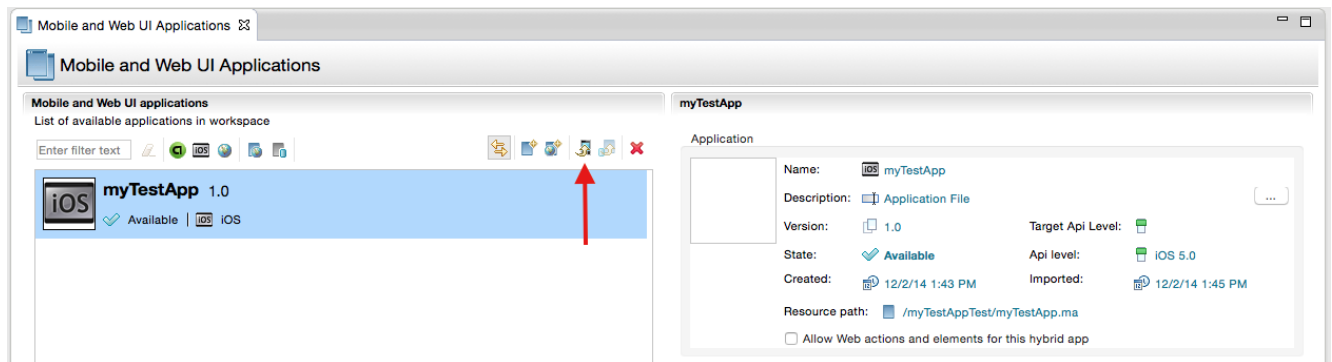 Mobile and Web UI Applications
Mobile and Web UI Applications
Mobile and Web UI applications
List of available applications in workspace
Enter filter text
iOS
iOS
myTestApp 1.0
Available | iOS iOS
myTestApp
Application
Name: iOS myTestApp
Description: Application File
...
Version: 1.0 Target Api Level:
State: Available Api level: iOS 5.0
Created: 12/2/14 1:43 PM Imported: 12/2/14 1:45 PM
Resource path: /myTestAppTest/myTestApp.ma
Allow Web actions and elements for this hybrid app